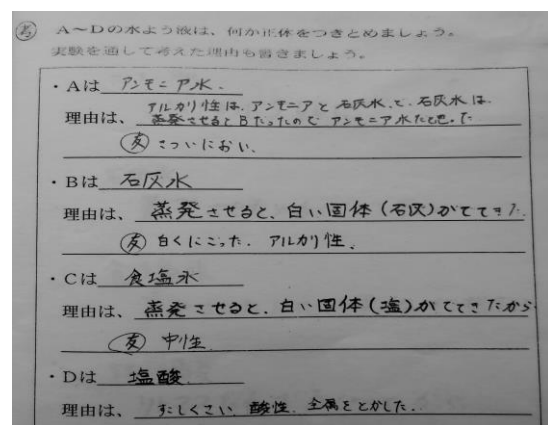 考 A～Dの水よう液は、何か正体をつきとめましょう。
実験を通して考えた理由も書きましょう。
・Aは アンモニア水.
アルカリ性は、アンモニアと石灰水、と、石灰水は
理由は、蒸発させるとBだったのでアンモニア水だと思った
友 さついにおい、
・Bは 石灰水
理由は、蒸発させると、白い固体(石灰)がでてきた.
友 白くにごった. アルカリ性.
・Cは 食塩水
理由は、蒸発させると、白い固体(塩)がでてきたから
友 中性
・Dは 塩酸
理由は、すこしくさい 酸性. 金属をとかした.